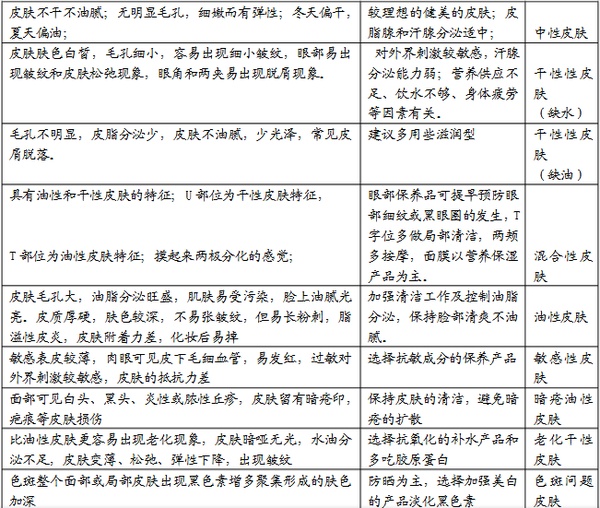 皮肤不干不油腻；无明显毛孔，细嫩而有弹性；冬天偏干，
夏天偏油；
较理想的健美的皮肤；皮
脂腺和汗腺分泌适中；
中性皮肤
皮肤肤色白皙，毛孔细小，容易出现细小皱纹，眼部易出
现皱纹和皮肤松弛现象，眼角和两夹易出现脱屑现象。
对外界刺激较敏感，汗腺
分泌能力弱；营养供应不
足、饮水不够、身体疲劳
等因素有关。
干性性皮
肤
（缺水）
毛孔不明显，皮脂分泌少，皮肤不油腻，少光泽，常见皮
屑脱落。
建议多用些滋润型
干性性皮
肤
（缺油）
具有油性和干性皮肤的特征；U部位为干性皮肤特征，
T部位为油性皮肤特征；摸起来两极分化的感觉；
眼部保养品可提早预防眼
部细纹或黑眼圈的发生，T
字位多做局部清洁，两颊
多按摩，面膜以营养保湿
产品为主。
混合性皮
肤
皮肤毛孔大，油脂分泌旺盛，肌肤易受污染，脸上油腻光
亮。皮质厚硬，肤色较深，不易张皱纹，但易长粉刺，脂
溢性皮炎，皮肤附着力差，化妆后易掉
加强清洁工作及控制油脂
分泌，保持脸部清爽不油
腻。
油性皮肤
敏感表皮较薄，肉眼可见皮下毛细血管，易发红，过敏对
外界刺激较敏感，皮肤的抵抗力差
选择抗敏成分的保养产品
敏感性皮
肤
面部可见白头、黑头、炎性或脓性丘疹，皮肤留有暗疮印，
疤痕等皮肤损伤
保持皮肤的清洁，避免暗
疮的扩散
暗疮油性
皮肤
比油性皮肤更容易出现老化现象，皮肤暗哑无光，水油分
泌不足，皮肤变薄、松弛、弹性下降，出现皱纹
选择抗氧化的补水产品和
多吃胶原蛋白
老化干性
皮肤
色斑整个面部或局部皮肤出现黑色素增多聚集形成的肤色
加深
防晒为主，选择加强美白
的产品淡化黑色素
色斑问题
皮肤